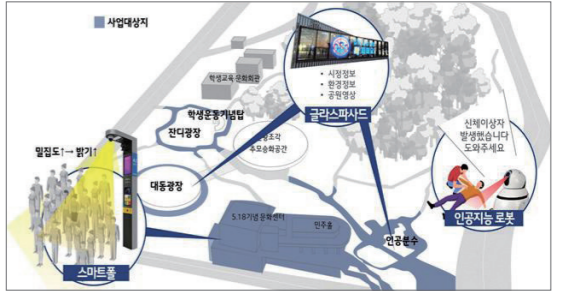 사업대상지
학생교육 문화회관
학생운동기념탑
잔디광장
• 시정정보
• 환경정보
• 공원영상
글라스파사드
신체이상자
발생했습니다
도와주세요
인공지능 로봇
밀집도↑→ 밝기↑
추모승화공간
대동광장
5.18기념 문화센터
민주홀
인공분수
스마트폴